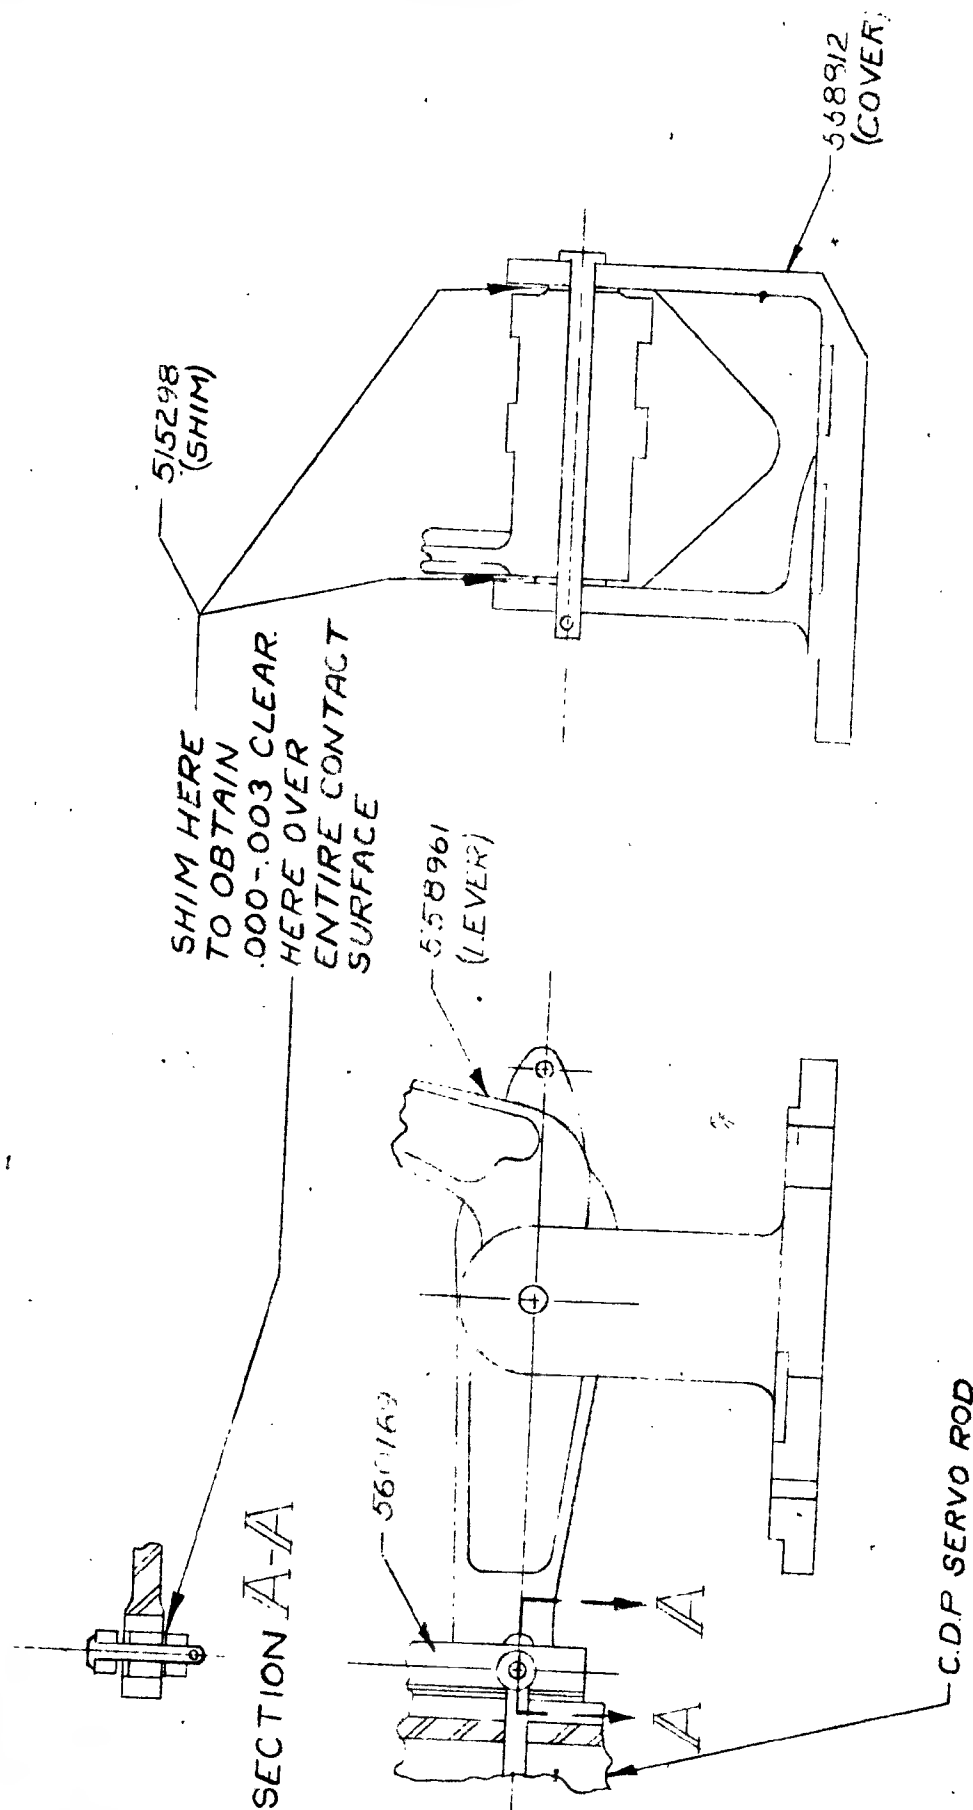 515298
(SHIM)
SHIM HERE
TO OBTAIN
.000-.003 CLEAR.
HERE OVER
ENTIRE CONTACT
SURFACE
558961
(LEVER)
(COVER)
SECTION A-A
A
A
C.D.P SERVO ROD